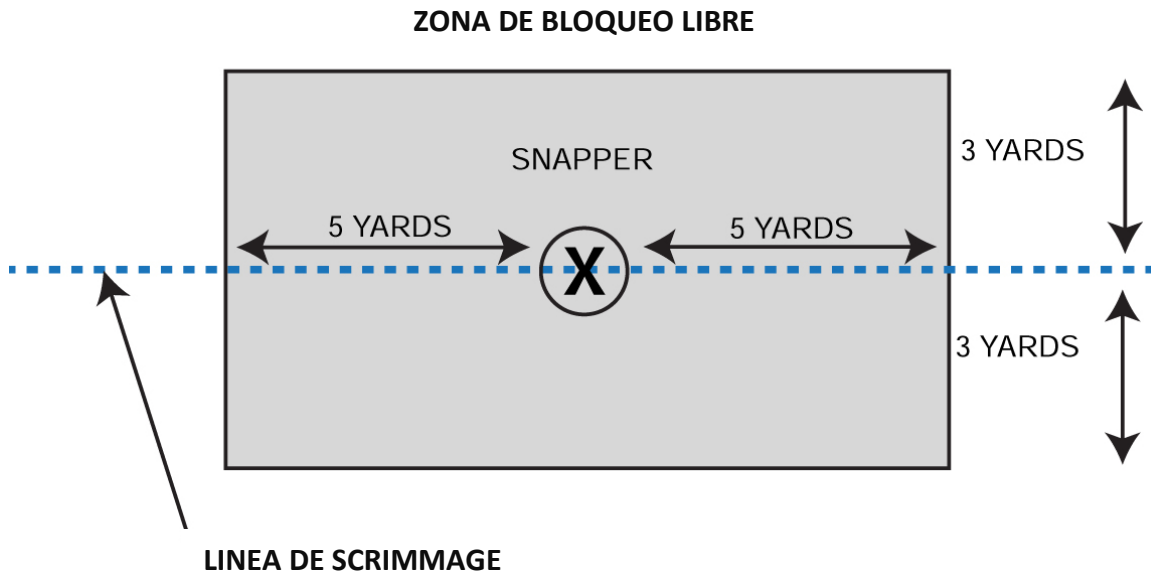 ZONA DE BLOQUEO LIBRE
SNAPPER
3 YARDS
5 YARDS
5 YARDS
X
3 YARDS
LINEA DE SCRIMMAGE